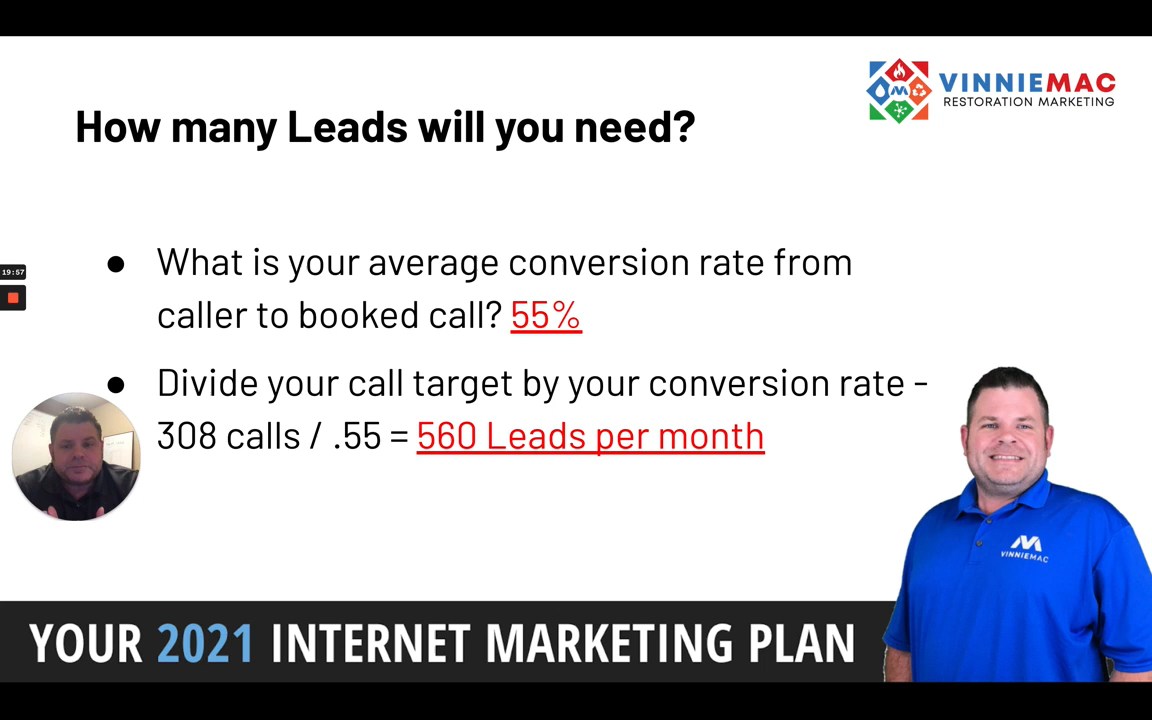 VINNIEMAC
RESTORATION MARKETING
How many Leads will you need?
● What is your average conversion rate from
caller to booked call? 55%
● Divide your call target by your conversion rate -
308 calls / .55 = 560 Leads per month
19:57
VINNIEMAC
YOUR 2021 INTERNET MARKETING PLAN